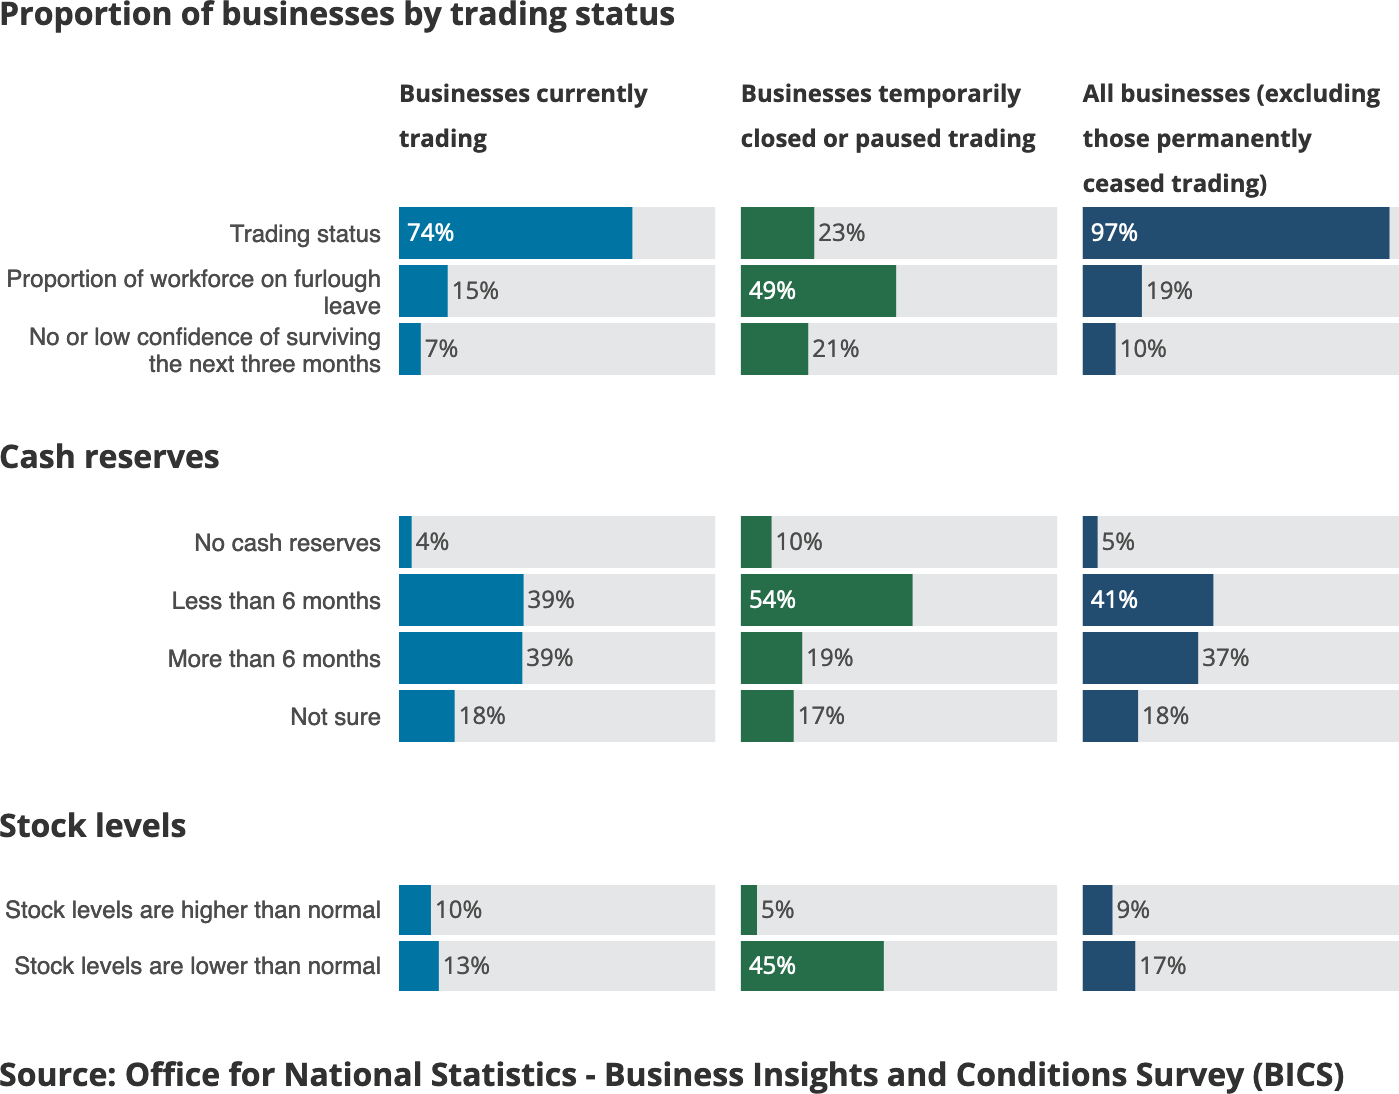 Proportion of businesses by trading status
Businesses currently
trading
Businesses temporarily
closed or paused trading
All businesses (excluding
those permanently
ceased trading)
Trading status
74%
23%
97%
Proportion of workforce on furlough
leave
15%
49%
19%
No or low confidence of surviving
the next three months
7%
21%
10%
Cash reserves
No cash reserves
4%
10%
5%
Less than 6 months
39%
54%
41%
More than 6 months
39%
19%
37%
Not sure
18%
17%
18%
Stock levels
Stock levels are higher than normal
10%
5%
9%
Stock levels are lower than normal
13%
45%
17%
Source: Office for National Statistics - Business Insights and Conditions Survey (BICS)